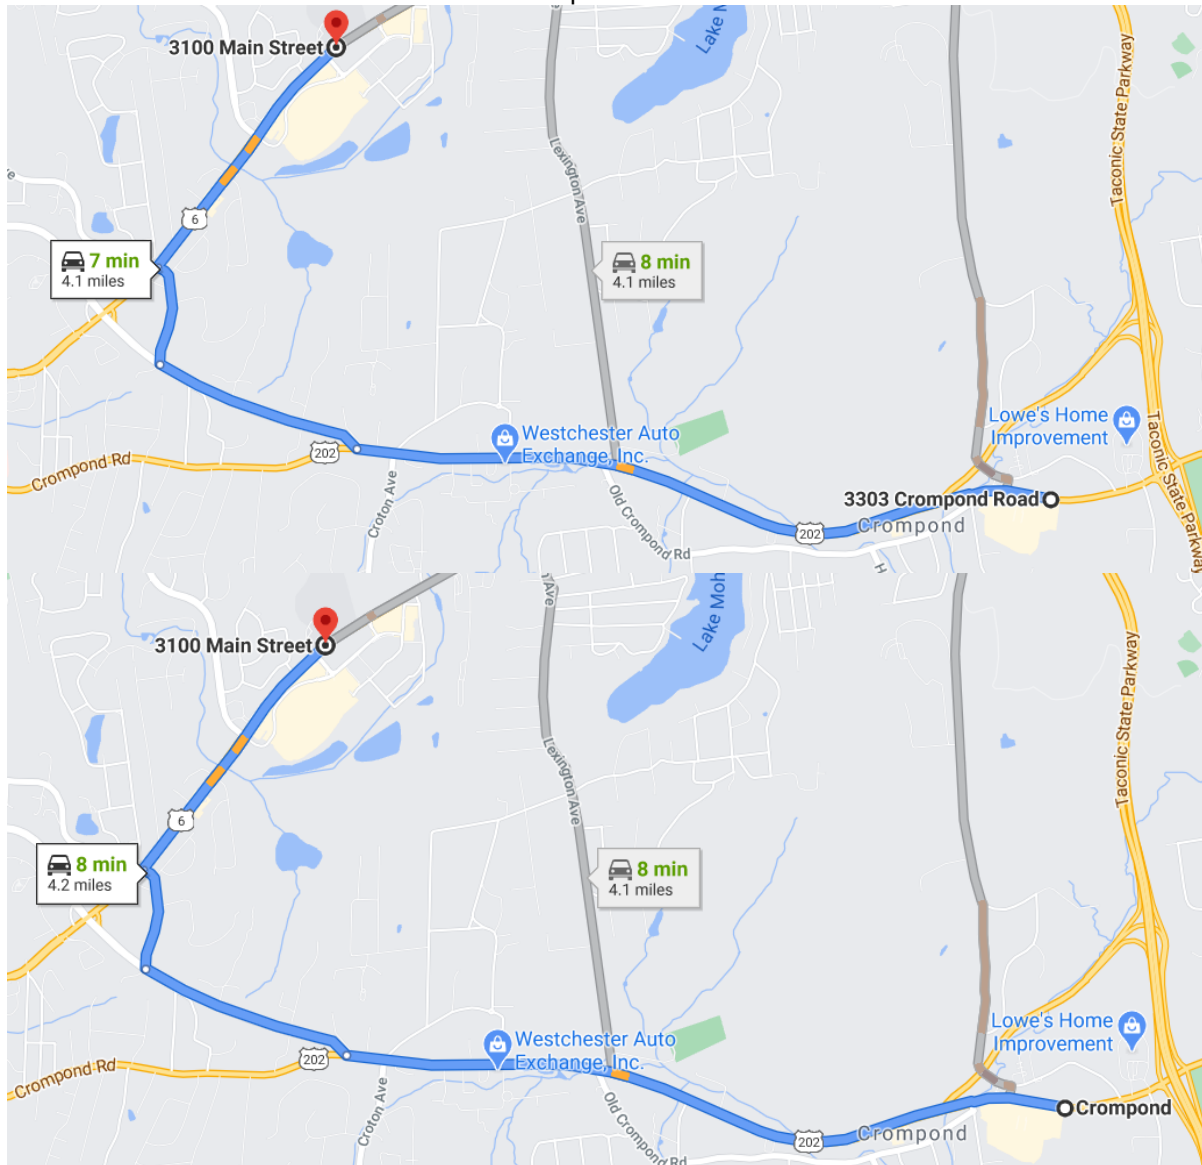 3100 Main Street
Lake M
Taconic State Parkway
Lexington Ave
6
7 min
4.1 miles
8 min
4.1 miles
Lowe's Home
Improvement
Westchester Auto
Exchange, Inc.
202
Crompond Rd
Croton Ave
Taconic State Parkway
3303 Crompond Road
Old Crompond Rd
202
Crompond
H
Ave
3100 Main Street
Lake Moh
Taconic State Parkway
Lexington Ave
6
8 min
4.2 miles
8 min
4.1 miles
Lowe's Home
Improvement
Westchester Auto
Exchange, Inc.
202
Crompond Rd
Croton Ave
Crompond
Old Crompond Rd
202
Crompond